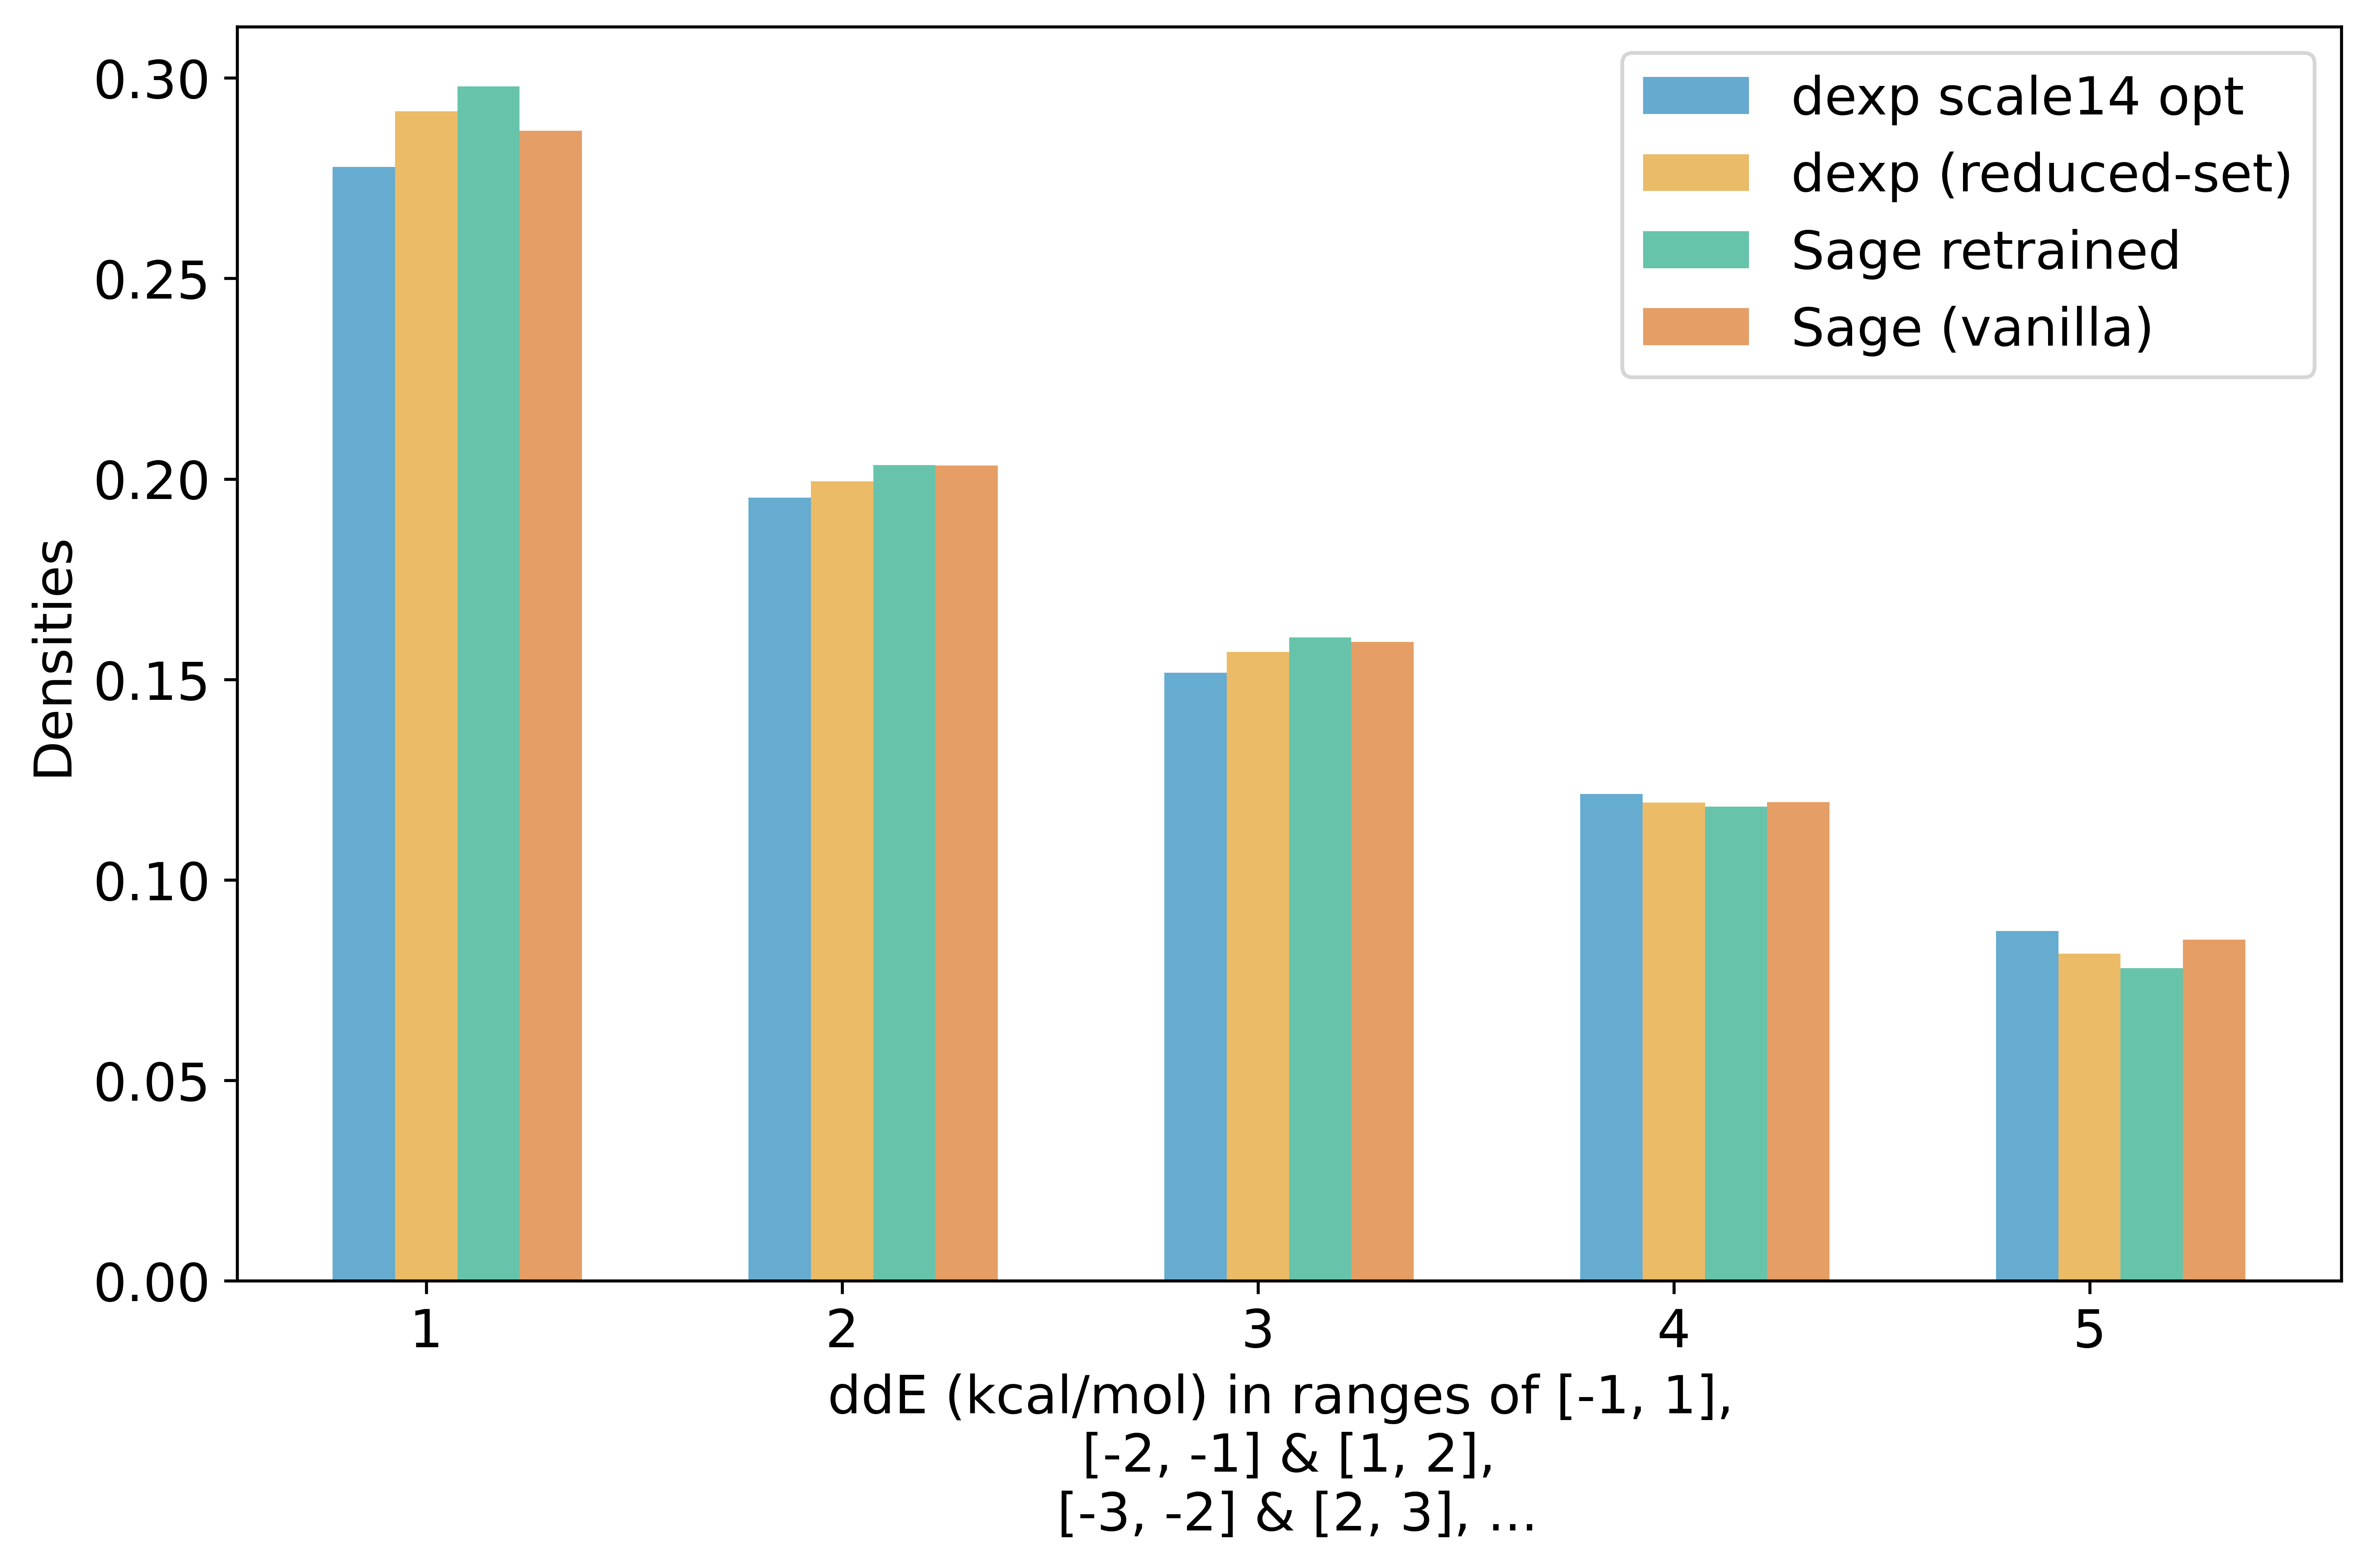 0.30
0.25
0.20
0.15
0.10
0.05
0.00
Densities
dexp scale14 opt
dexp (reduced-set)
Sage retrained
Sage (vanilla)
1 2 3 4 5
ddE (kcal/mol) in ranges of [-1, 1],
[-2, -1] & [1, 2],
[-3, -2] & [2, 3], ...